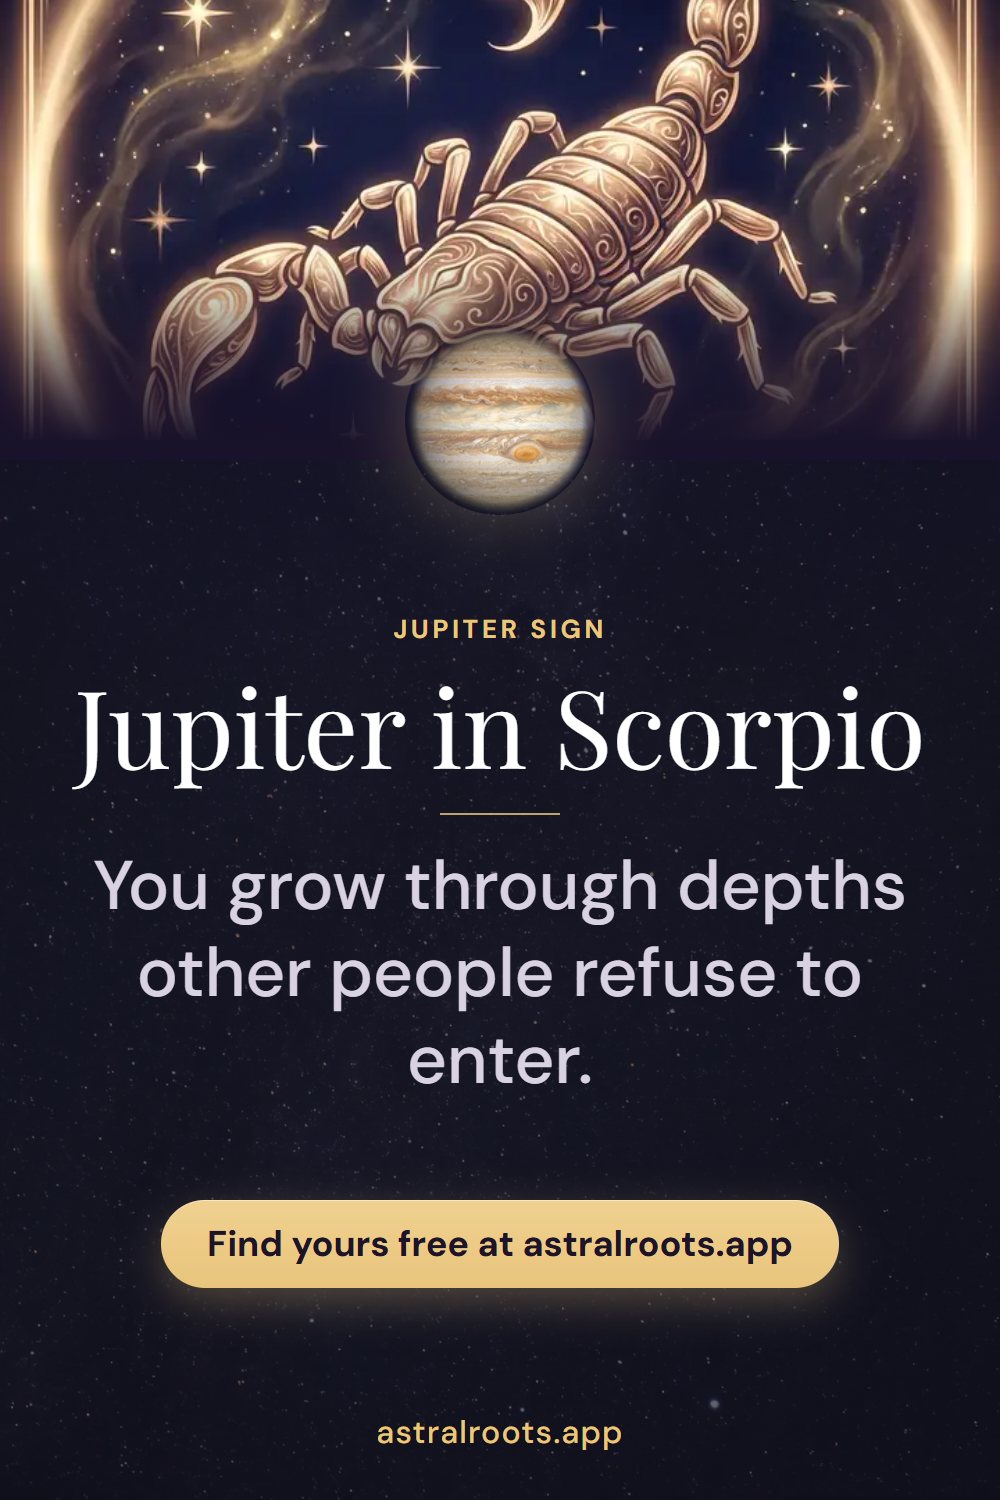 JUPITER SIGN
Jupiter in Scorpio
You grow through depths
other people refuse to
enter.
Find yours free at astralroots.app
astralroots.app